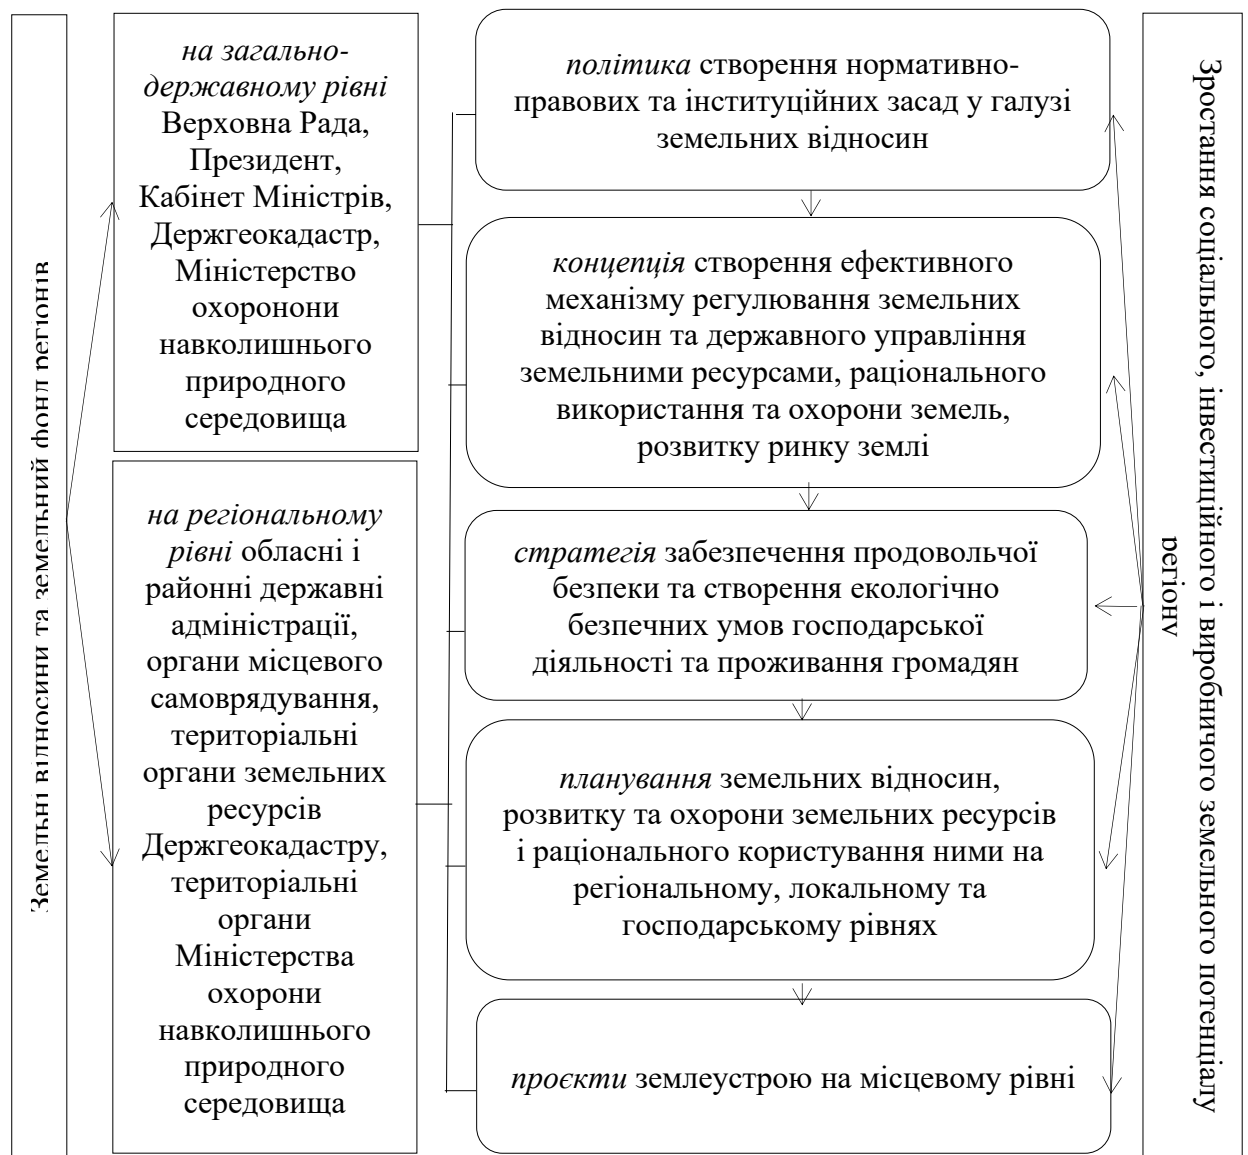 Земельні відносини та земельний фонд регіонів
на загально-
державному рівні
Верховна Рада,
Президент,
Кабінет Міністрів,
Держгеокадастр,
Міністерство
охоронони
навколишнього
природного
середовища
на регіональному
рівні обласні і
районні державні
адміністрації,
органи місцевого
самоврядування,
територіальні
органи земельних
ресурсів
Держгеокадастру,
територіальні
органи
Міністерства
охорони
навколишнього
природного
середовища
політика створення нормативно-
правових та інституційних засад у галузі
земельних відносин
концепція створення ефективного
механізму регулювання земельних
відносин та державного управління
земельними ресурсами, раціонального
використання та охорони земель,
розвитку ринку землі
стратегія забезпечення продовольчої
безпеки та створення екологічно
безпечних умов господарської
діяльності та проживання громадян
планування земельних відносин,
розвитку та охорони земельних ресурсів
і раціонального користування ними на
регіональному, локальному та
господарському рівнях
проєкти землеустрою на місцевому рівні
Зростання соціального, інвестиційного і виробничого земельного потенціалу
регіону